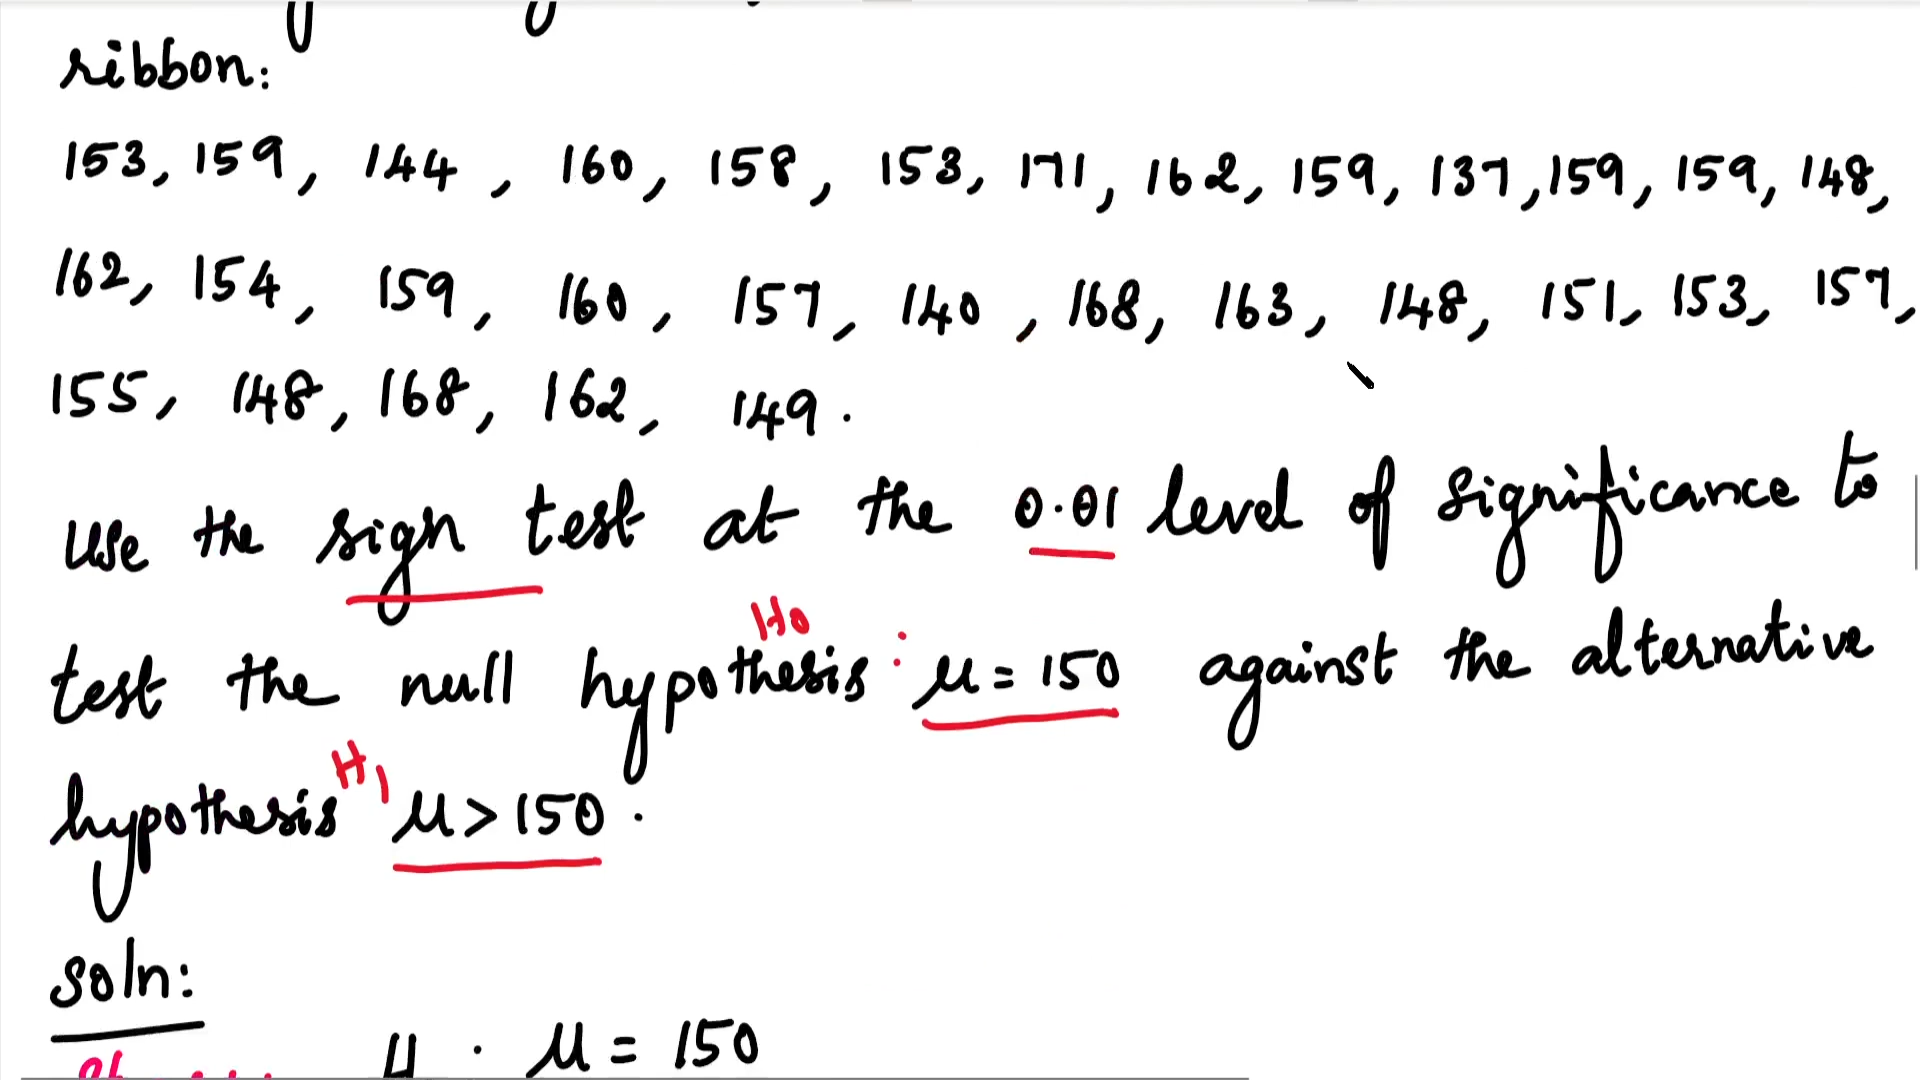 ribbon:
153, 159, 144, 160, 158, 153, 171, 162, 159, 137, 159, 159, 148,
162, 154, 159, 160, 157, 140, 168, 163, 148, 151, 153, 157,
155, 148, 168, 162, 149.
Use the sign test at the 0.01 level of significance to
H0
test the null hypothesis : μ = 150 against the alternative
H1
hypothesis μ > 150.
Soln:
μ = 150